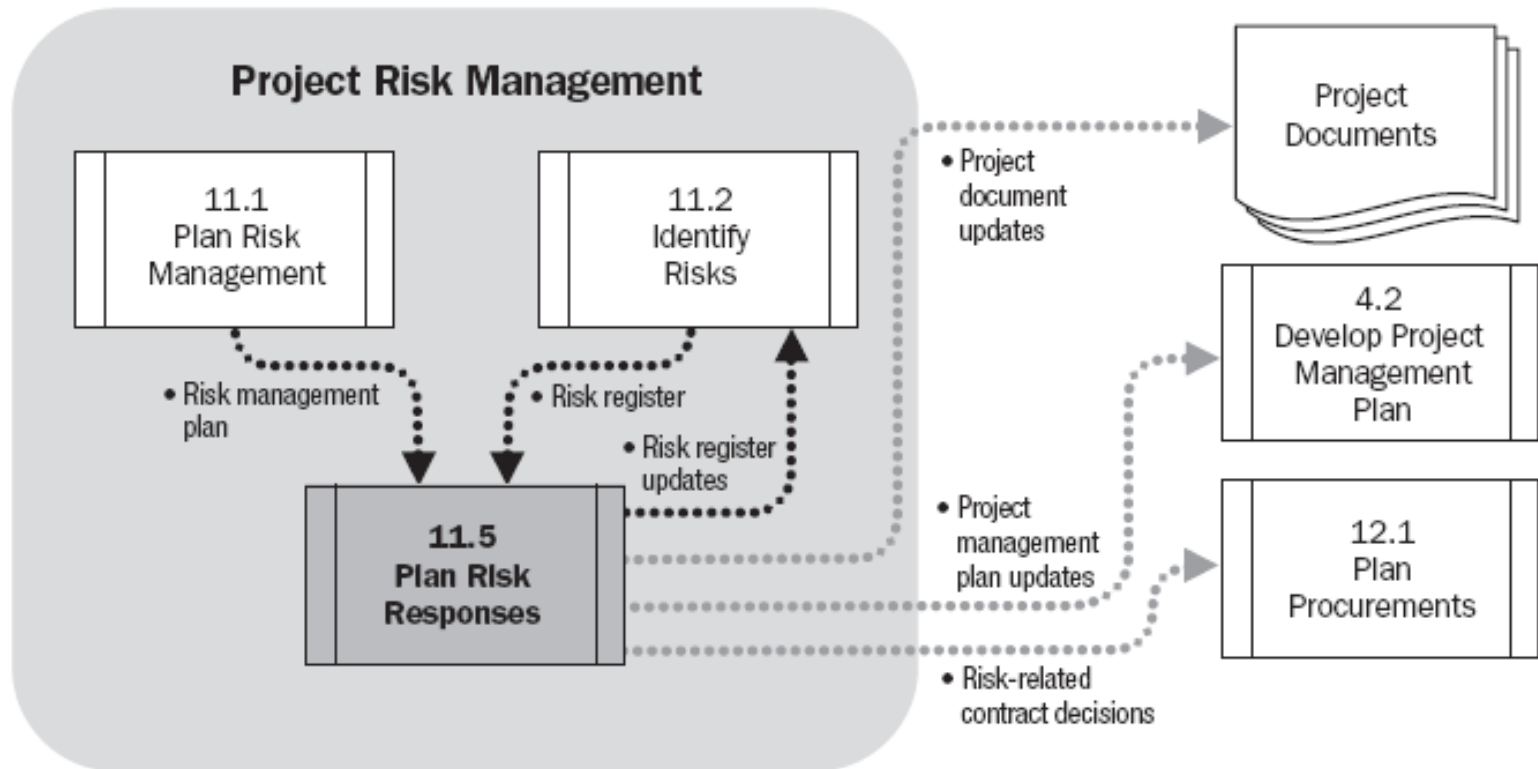 Project Risk Management
11.1
Plan Risk
Management
11.2
Identify
Risks
• Risk management
plan
• Risk register
• Risk register
updates
11.5
Plan Risk
Responses
• Project
document
updates
Project
Documents
4.2
Develop Project
Management
Plan
• Project
management
plan updates
12.1
Plan
Procurements
• Risk-related
contract decisions